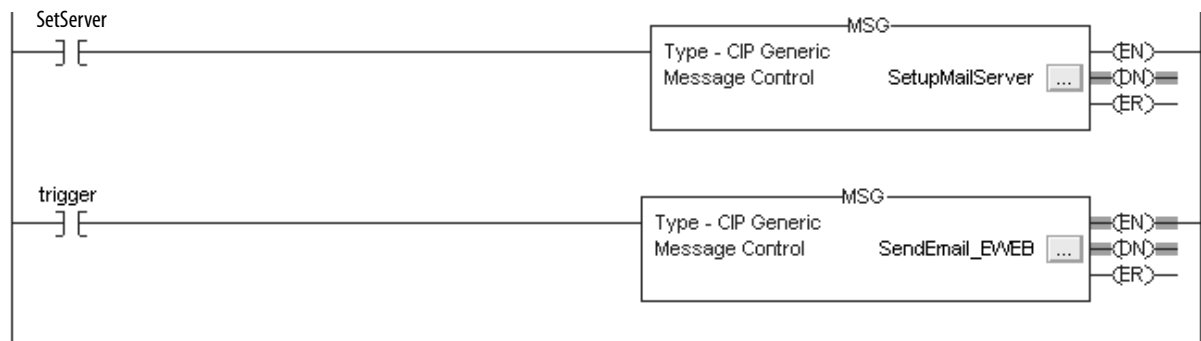 SetServer
MSG
Type - CIP Generic
Message Control SetupMailServer ...
EN
DN
ER
trigger
MSG
Type - CIP Generic
Message Control SendEmail_EWEB ...
EN
DN
ER